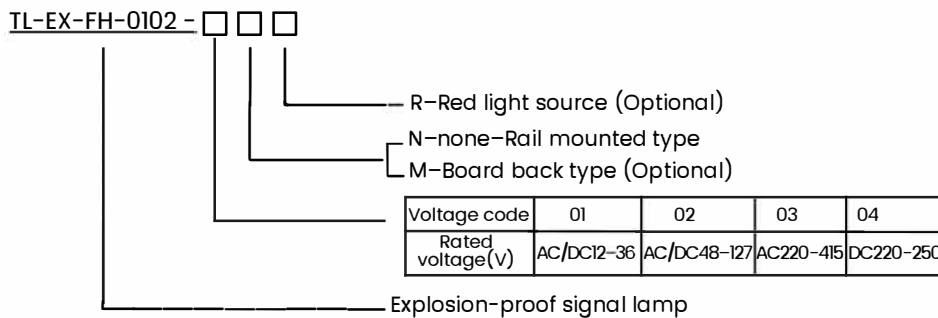 TL-EX-FH-0102 - □ □ □
R-Red light source (Optional)
N-none-Rail mounted type
M-Board back type (Optional)
Voltage code 01 02 03 04
Rated voltage(V) AC/DC12-36 AC/DC48-127 AC220-415 DC220-250
Explosion-proof signal lamp